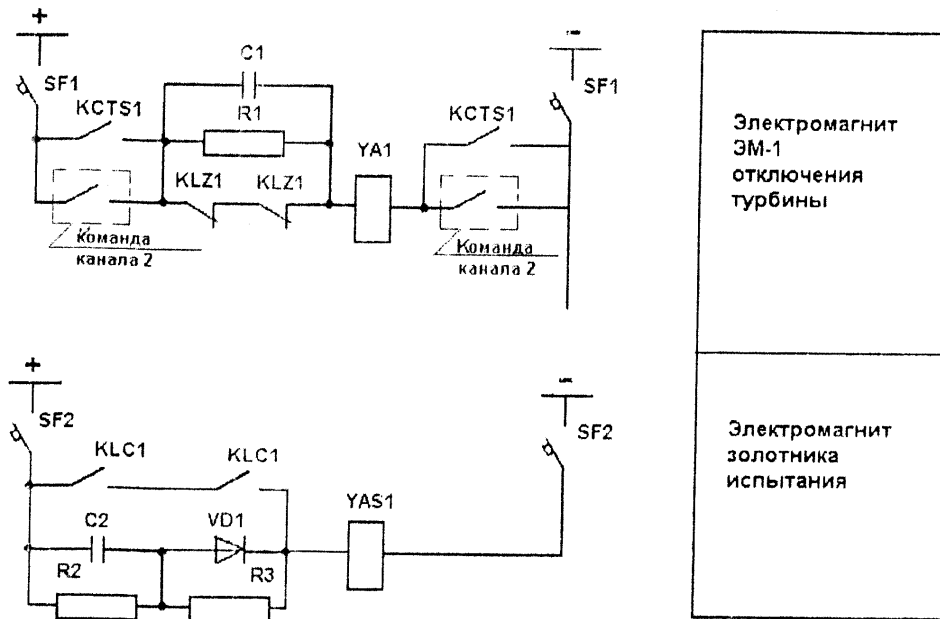 +
-
SF1
C1
SF1
KCTS1
R1
KCTS1
YA1
KLZ1
KLZ1
Команда
канала 2
Команда
канала 2
Электромагнит
ЭМ-1
отключения
турбины
+
-
SF2
SF2
KLC1
KLC1
YAS1
C2
VD1
R2
R3
Электромагнит
золотника
испытания